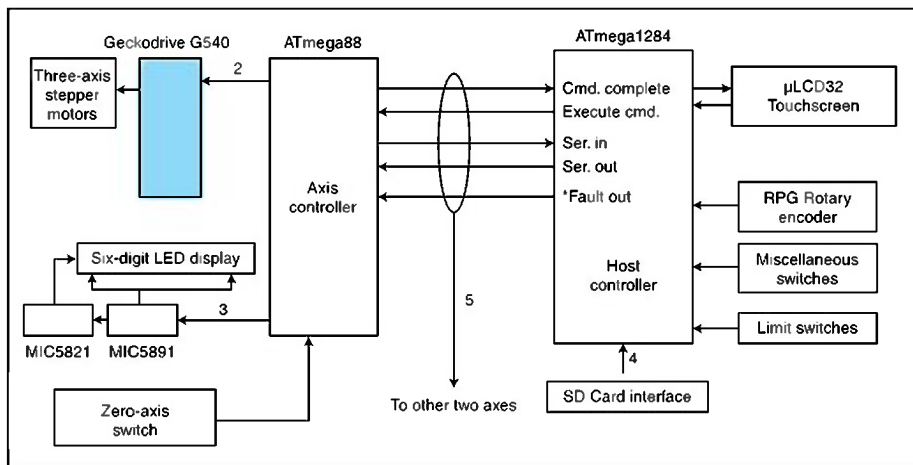 Geckodrive G540
ATmega88
ATmega1284
Three-axis
stepper
motors
2
Cmd. complete
Execute cmd.
Ser. in
Ser. out
*Fault out
µLCD32
Touchscreen
Axis
controller
RPG Rotary
encoder
Six-digit LED display
Host
controller
Miscellaneous
switches
5
3
Limit switches
MIC5821
MIC5891
4
To other two axes
SD Card interface
Zero-axis
switch